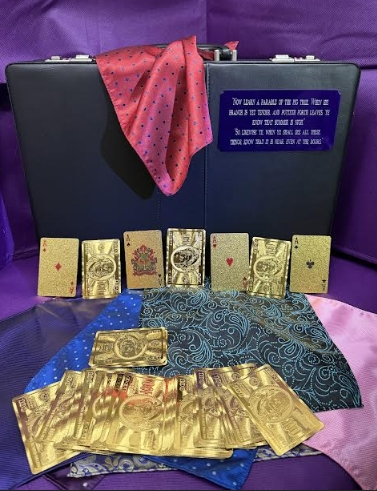 "NOW LEARN A PARABLE OF THE FIG TREE. WHEN HIS
BRANCH IS YET TENDER, AND PUTTETH FORTH LEAVES, YE
KNOW THAT SUMMER IS NIGH"
"SO LIKEWISE YE, WHEN YE SHALL SEE ALL THESE
THINGS, KNOW THAT IT IS NEAR, EVEN AT THE DOORS."
A
A
A
A